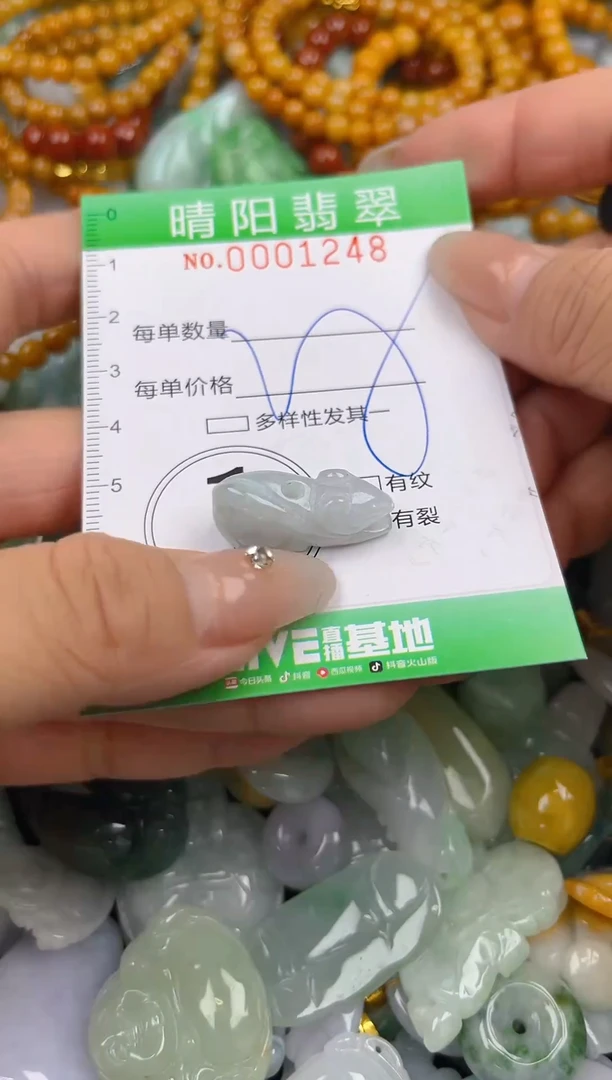 晴阳翡翠
NO.0001248
0
1
2
3
4
5
每单数量
每单价格
多样性发其一
有纹
有裂
直播基地
今日头条 抖音 西瓜视频 抖音火山版